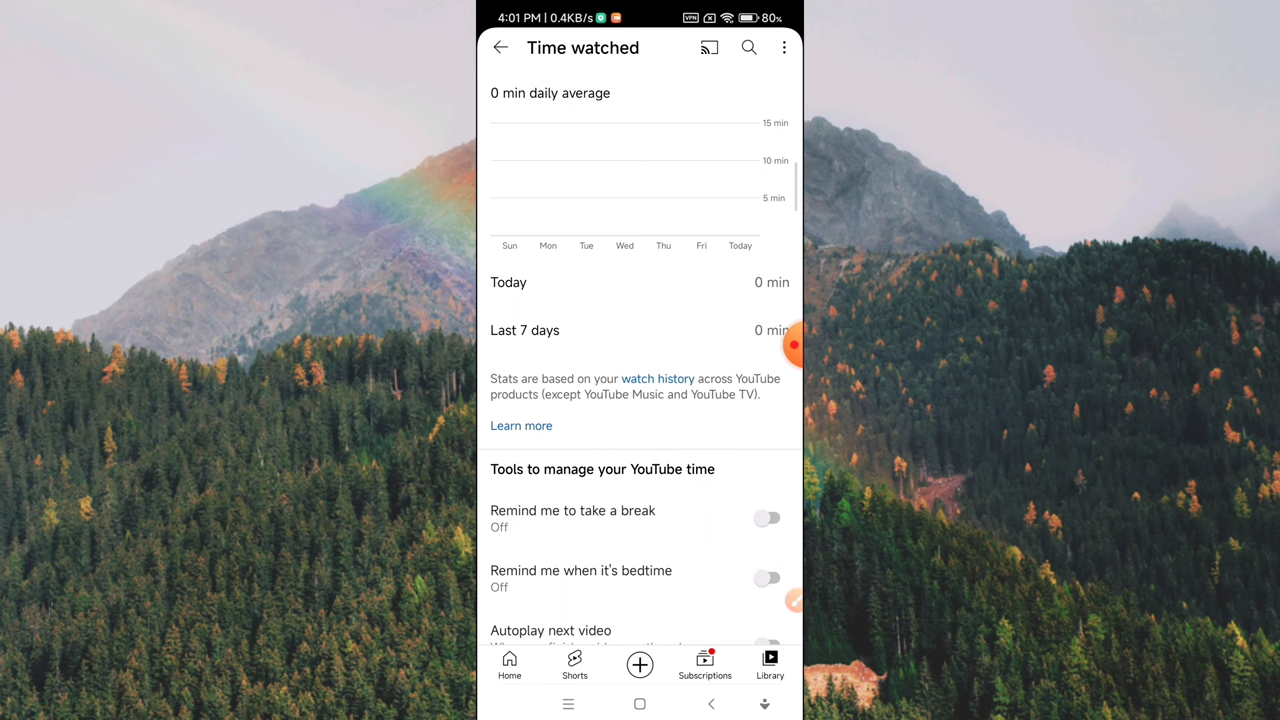 4:01 PM | 0.4KB/s
VPN
80%
Time watched
0 min daily average
15 min
10 min
5 min
Sun Mon Tue Wed Thu Fri Today
Today 0 min
Last 7 days 0 min
Stats are based on your watch history across YouTube
products (except YouTube Music and YouTube TV).
Learn more
Tools to manage your YouTube time
Remind me to take a break
Off
Remind me when it's bedtime
Off
Autoplay next video
Home Shorts Subscriptions Library